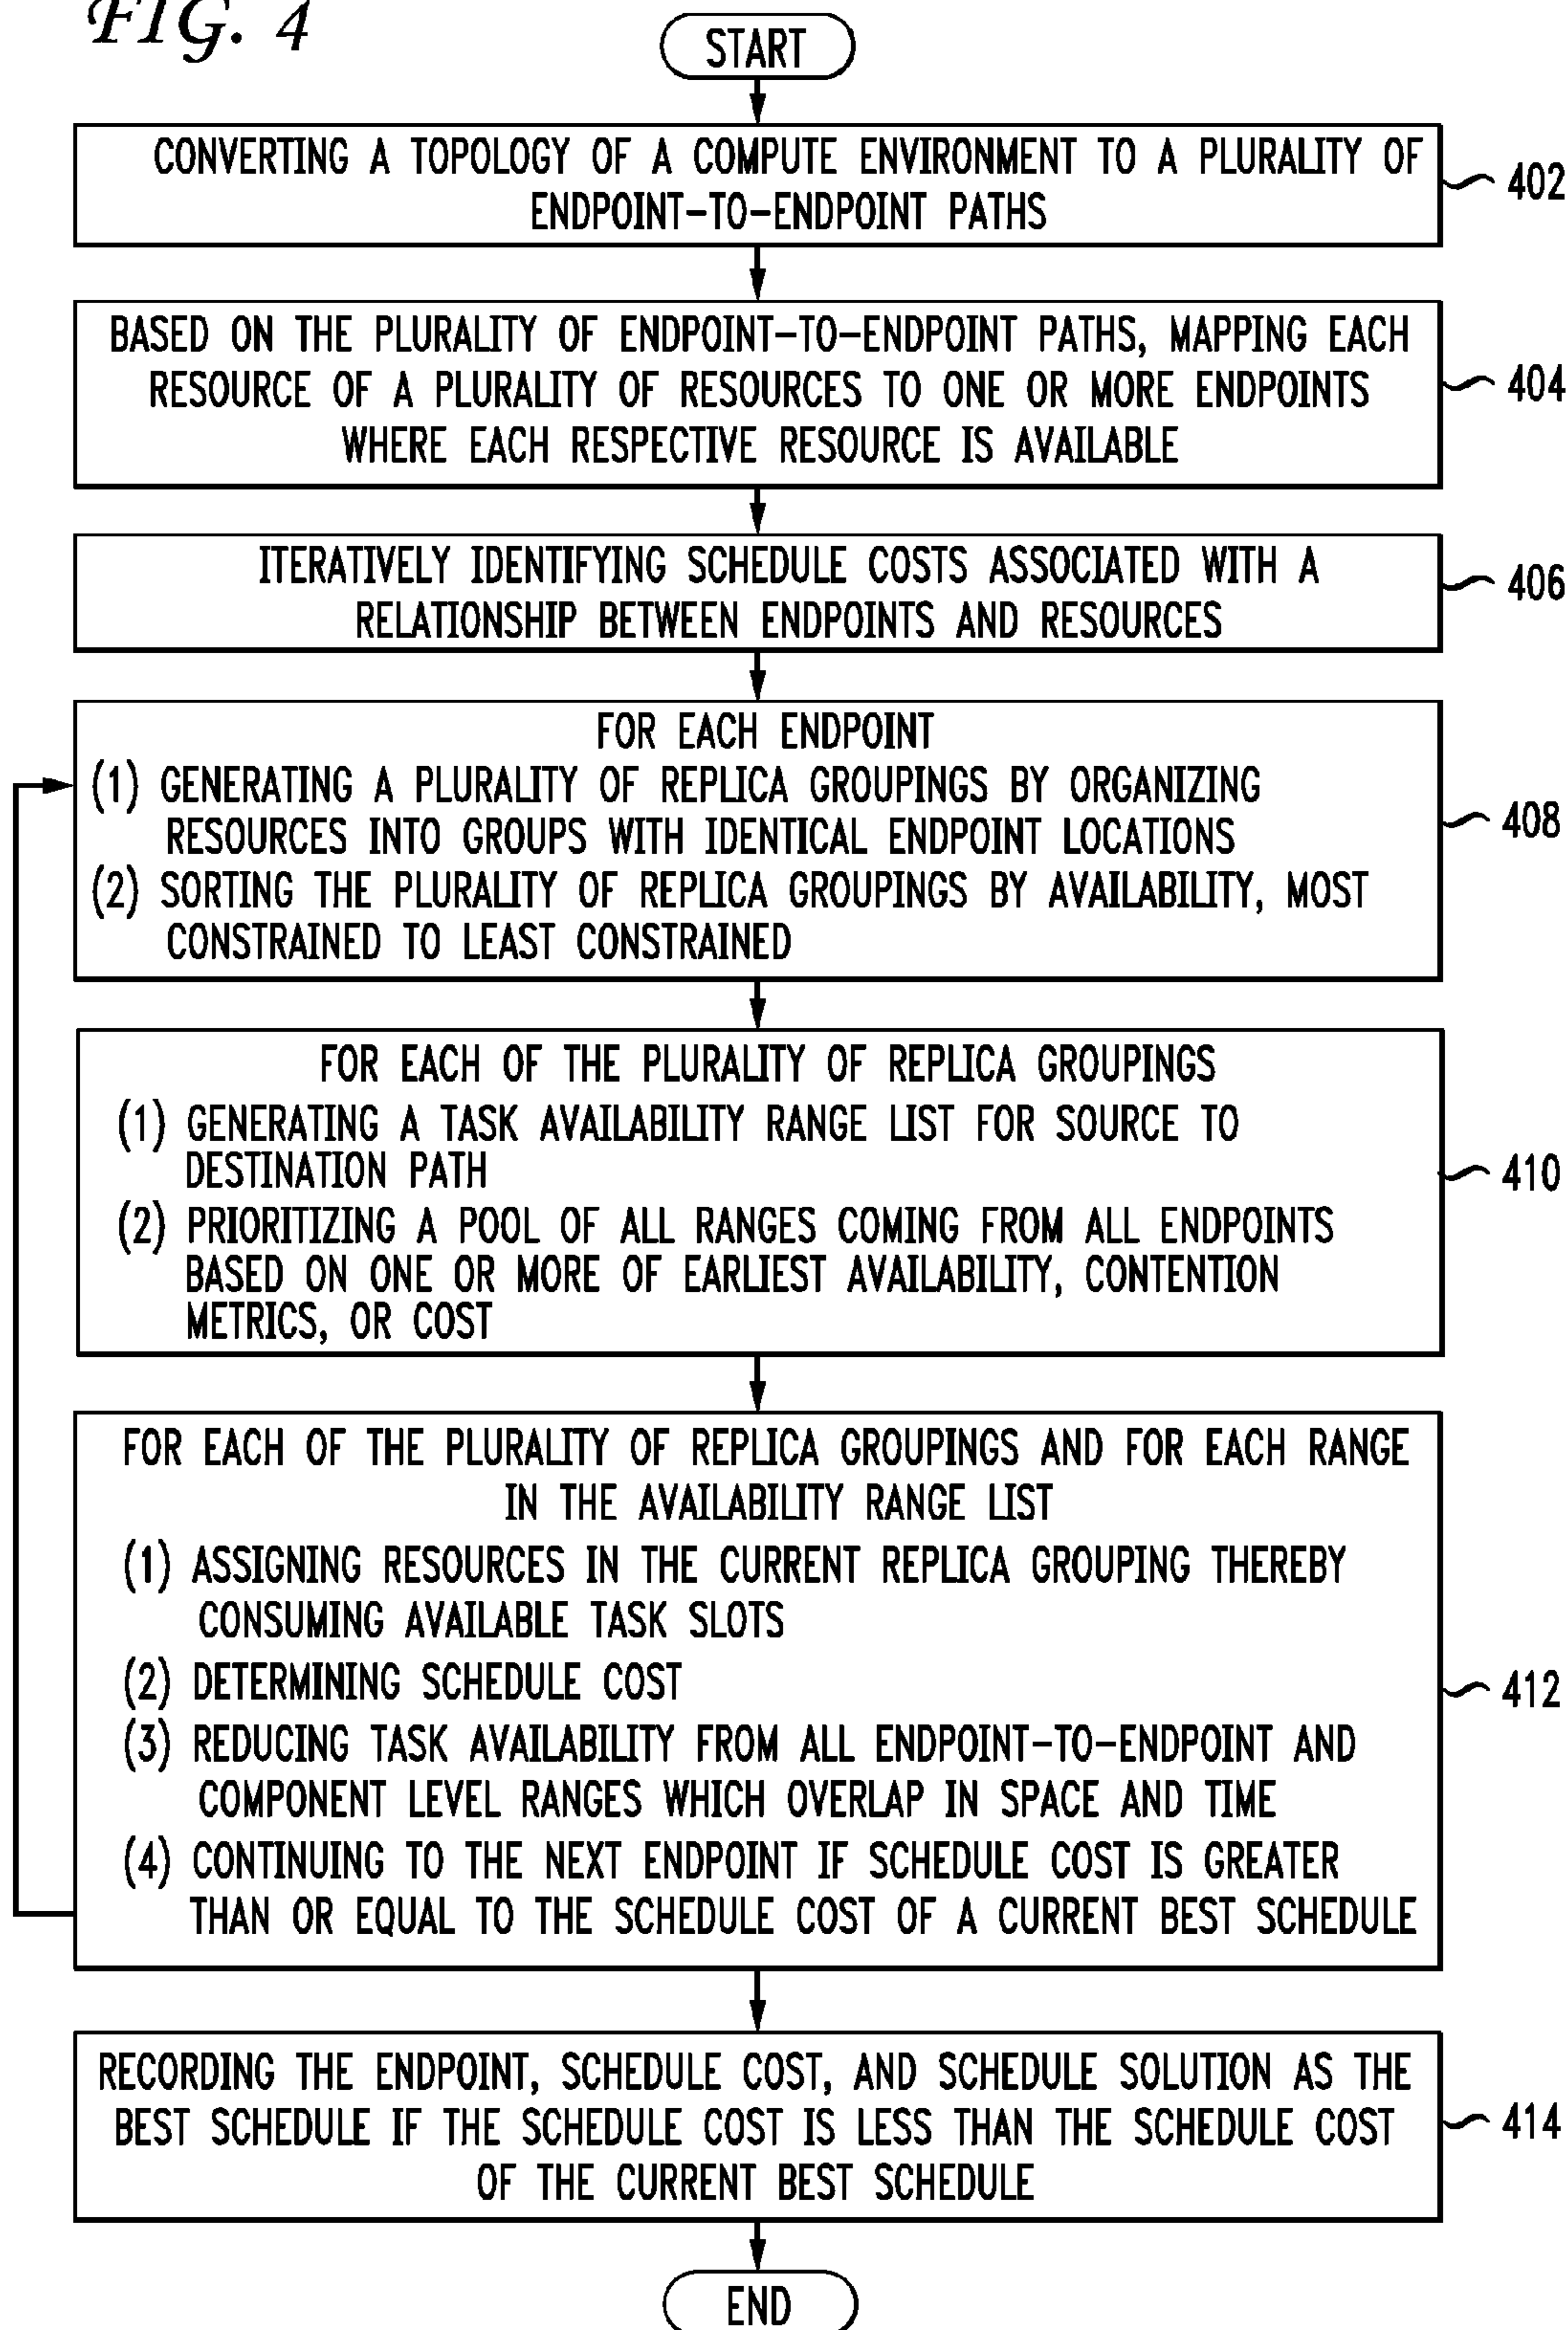 FIG. 4
START
CONVERTING A TOPOLOGY OF A COMPUTE ENVIRONMENT TO A PLURALITY OF
ENDPOINT-TO-ENDPOINT PATHS
402
BASED ON THE PLURALITY OF ENDPOINT-TO-ENDPOINT PATHS, MAPPING EACH
RESOURCE OF A PLURALITY OF RESOURCES TO ONE OR MORE ENDPOINTS
WHERE EACH RESPECTIVE RESOURCE IS AVAILABLE
404
ITERATIVELY IDENTIFYING SCHEDULE COSTS ASSOCIATED WITH A
RELATIONSHIP BETWEEN ENDPOINTS AND RESOURCES
406
FOR EACH ENDPOINT
(1) GENERATING A PLURALITY OF REPLICA GROUPINGS BY ORGANIZING
RESOURCES INTO GROUPS WITH IDENTICAL ENDPOINT LOCATIONS
(2) SORTING THE PLURALITY OF REPLICA GROUPINGS BY AVAILABILITY, MOST
CONSTRAINED TO LEAST CONSTRAINED
408
FOR EACH OF THE PLURALITY OF REPLICA GROUPINGS
(1) GENERATING A TASK AVAILABILITY RANGE LIST FOR SOURCE TO
DESTINATION PATH
(2) PRIORITIZING A POOL OF ALL RANGES COMING FROM ALL ENDPOINTS
BASED ON ONE OR MORE OF EARLIEST AVAILABILITY, CONTENTION
METRICS, OR COST
410
FOR EACH OF THE PLURALITY OF REPLICA GROUPINGS AND FOR EACH RANGE
IN THE AVAILABILITY RANGE LIST
(1) ASSIGNING RESOURCES IN THE CURRENT REPLICA GROUPING THEREBY
CONSUMING AVAILABLE TASK SLOTS
(2) DETERMINING SCHEDULE COST
(3) REDUCING TASK AVAILABILITY FROM ALL ENDPOINT-TO-ENDPOINT AND
COMPONENT LEVEL RANGES WHICH OVERLAP IN SPACE AND TIME
(4) CONTINUING TO THE NEXT ENDPOINT IF SCHEDULE COST IS GREATER
THAN OR EQUAL TO THE SCHEDULE COST OF A CURRENT BEST SCHEDULE
412
RECORDING THE ENDPOINT, SCHEDULE COST, AND SCHEDULE SOLUTION AS THE
BEST SCHEDULE IF THE SCHEDULE COST IS LESS THAN THE SCHEDULE COST
OF THE CURRENT BEST SCHEDULE
414
END